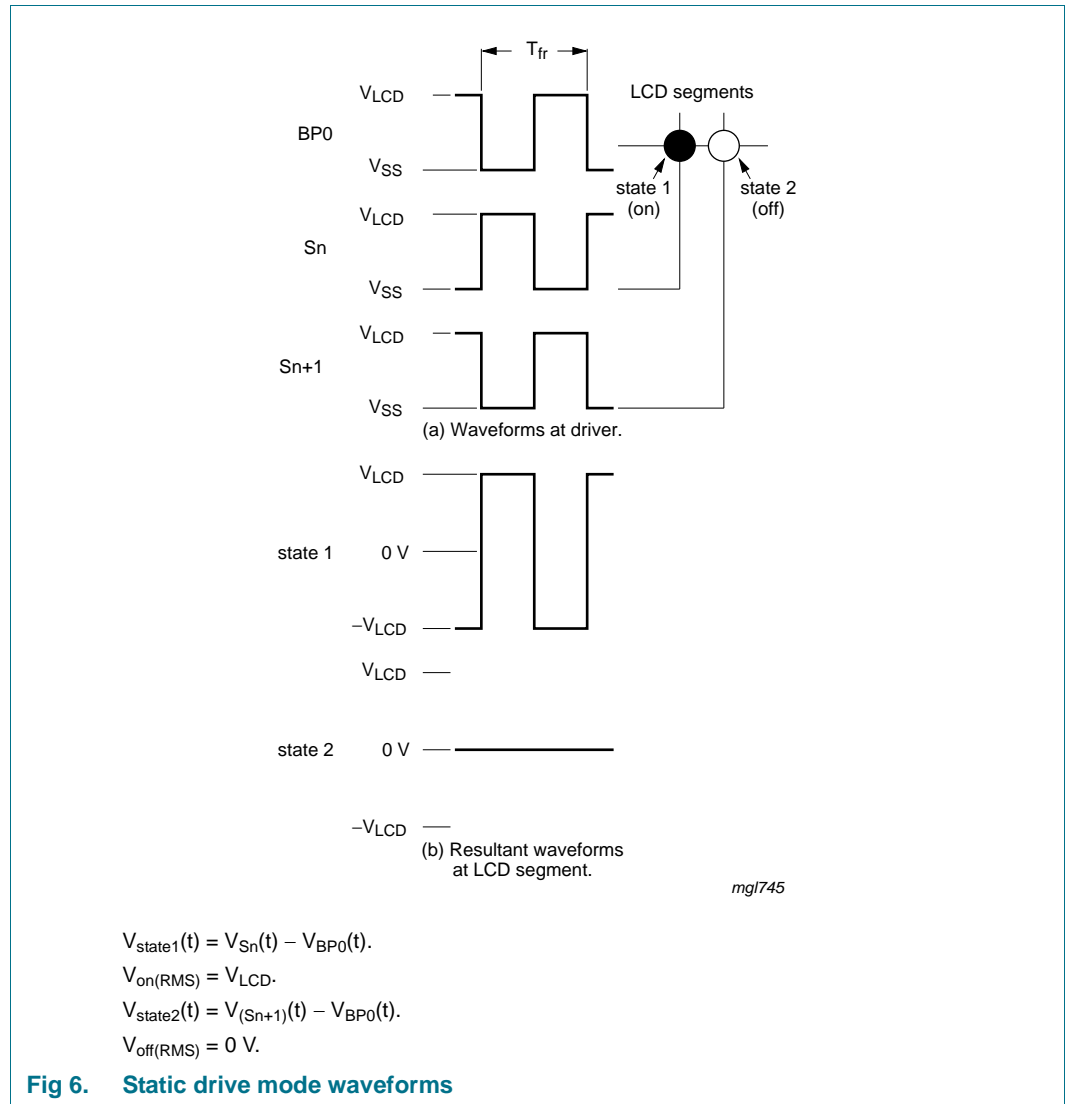 Tfr
VLCD
LCD segments
BP0
VSS
state 1
(on)
state 2
(off)
VLCD
Sn
VSS
VLCD
Sn+1
VSS
(a) Waveforms at driver.
VLCD
state 1 0 V
−VLCD
VLCD
state 2 0 V
−VLCD
(b) Resultant waveforms
at LCD segment.
mgl745
Vstate1(t) = VSn(t) − VBP0(t).
Von(RMS) = VLCD.
Vstate2(t) = V(Sn+1)(t) − VBP0(t).
Voff(RMS) = 0 V.
Fig 6. Static drive mode waveforms